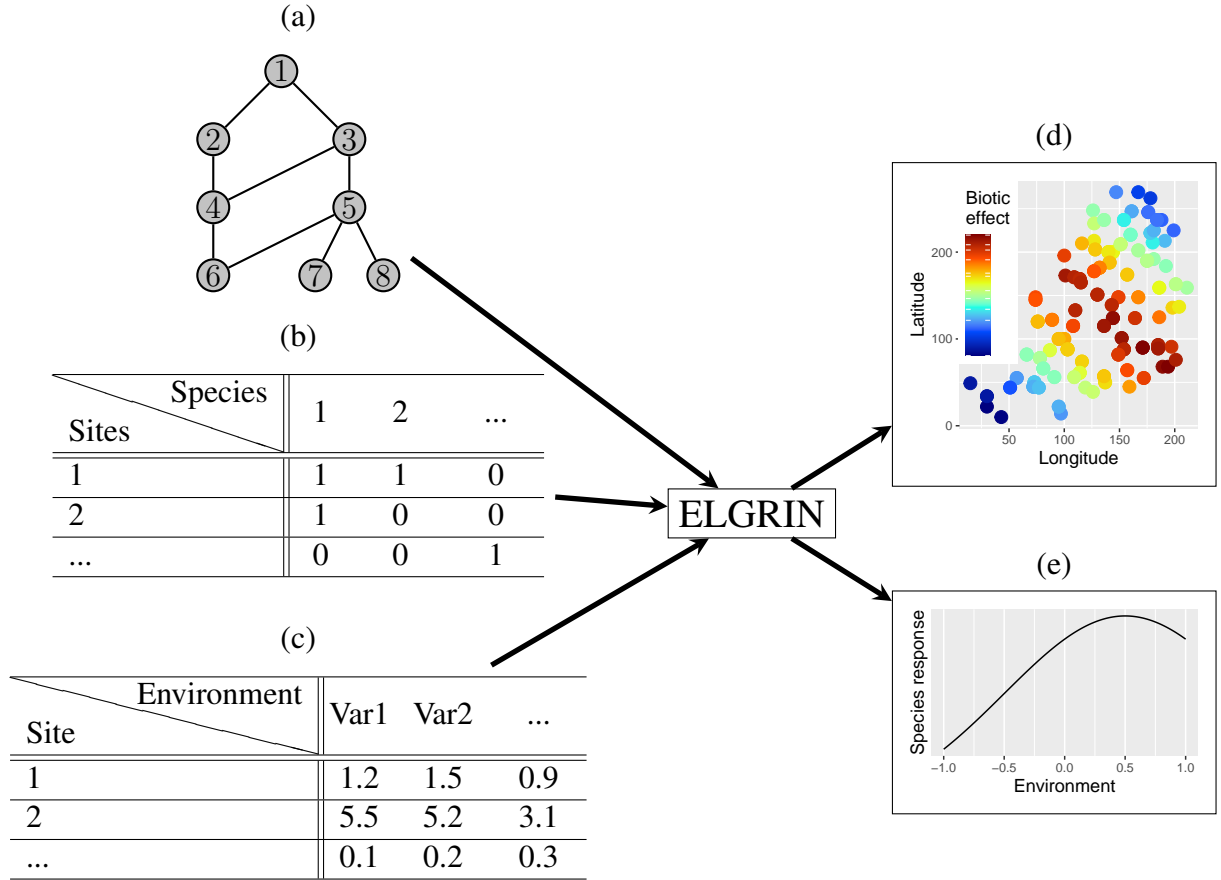 (a)
1
2 3
4 5
6 7 8
(b)
Species
Sites
1 2 ...
1 1 1 0
2 1 0 0
... 0 0 1
(c)
Environment
Site
Var1 Var2 ...
1 1.2 1.5 0.9
2 5.5 5.2 3.1
... 0.1 0.2 0.3
ELGRIN
(d)
Biotic
effect
Latitude
200
100
0
50 100 150 200
Longitude
(e)
Species response
−1.0 −0.5 0.0 0.5 1.0
Environment